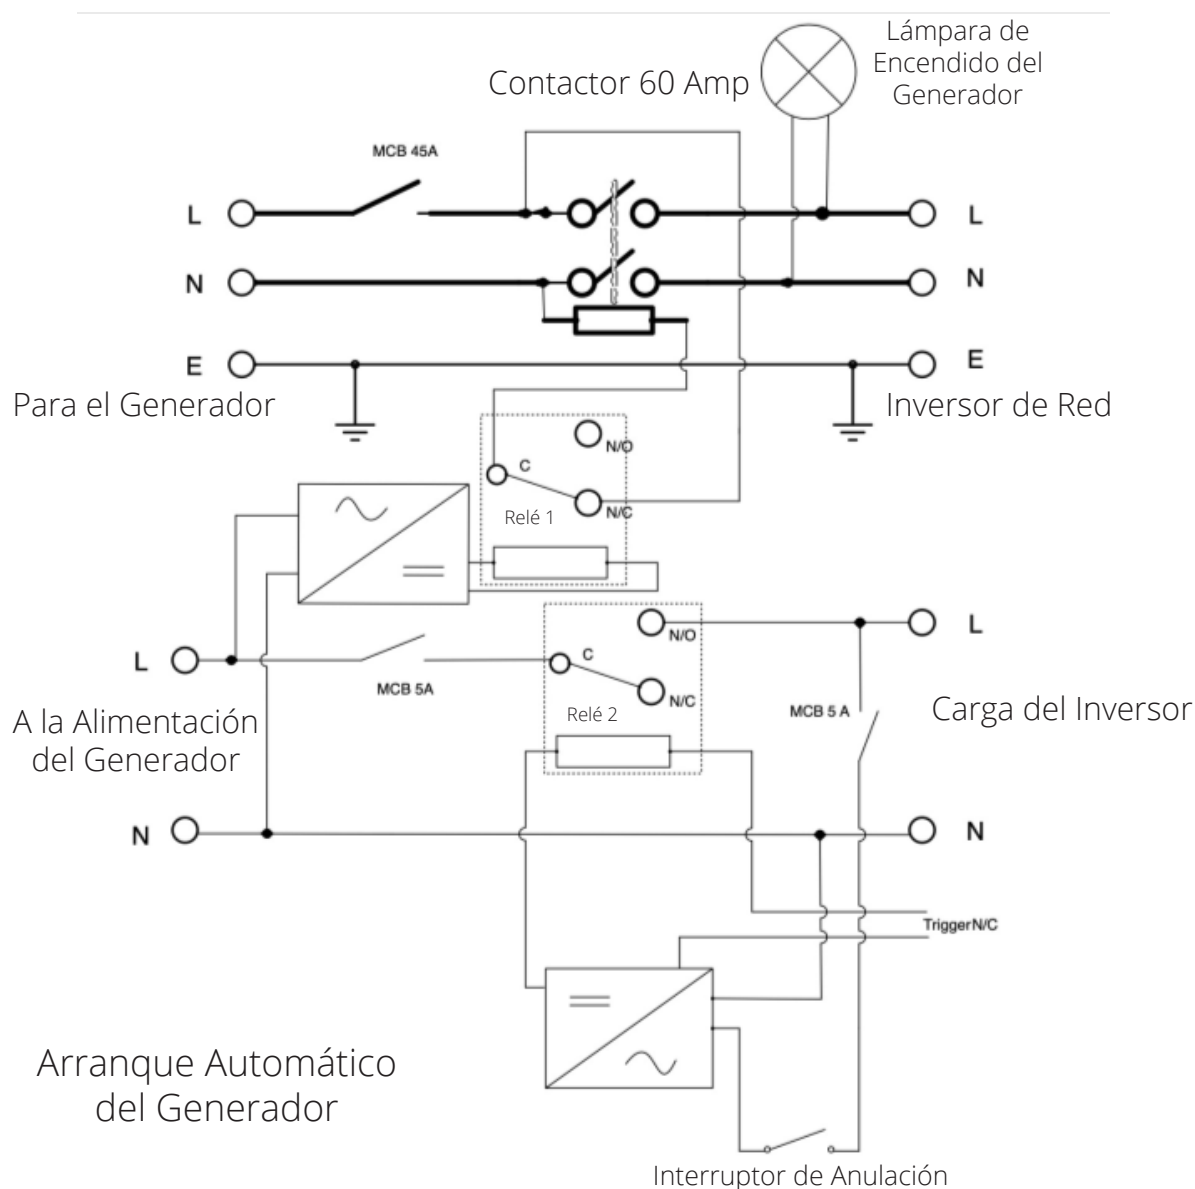 Lámpara de
Encendido del
Generador
Contactor 60 Amp
MCB 45A
L
L
N
N
E
E
Para el Generador
Inversor de Red
N/O
C
N/C
Relé 1
N/O
L
L
C
MCB 5A
N/C
Relé 2
MCB 5 A
Carga del Inversor
A la Alimentación
del Generador
N
N
TriggerN/C
Arranque Automático
del Generador
Interruptor de Anulación